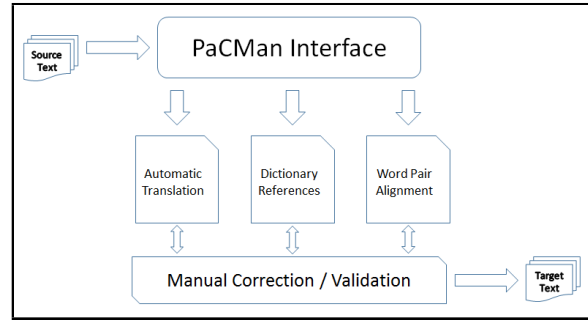 Source
Text
PaCMan Interface
Automatic
Translation
Dictionary
References
Word Pair
Alignment
Manual Correction / Validation
Target
Text